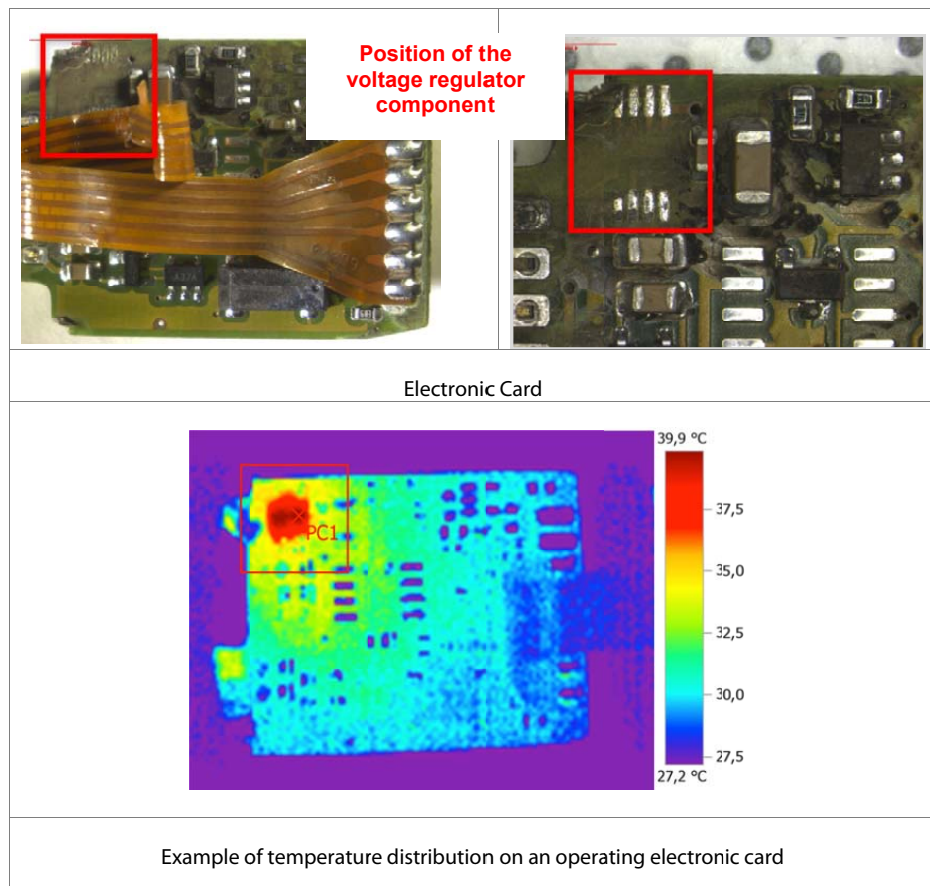 Position of the
voltage regulator
component
Electronic Card
39,9 °C
37,5
PC1
35,0
32,5
30,0
27,5
27,2 °C
Example of temperature distribution on an operating electronic card